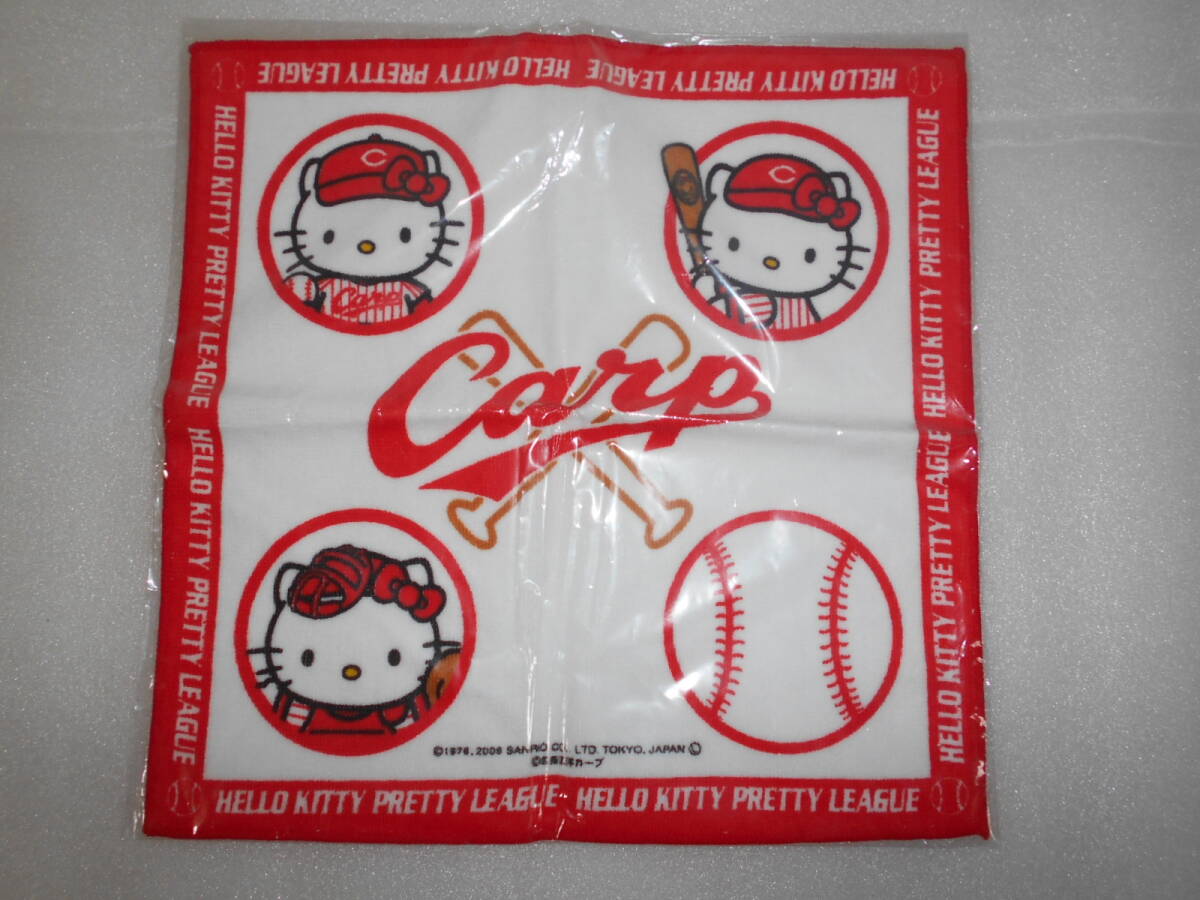 HELLO KITTY PRETTY LEAGUE HELLO KITTY PRETTY LEAGUE
HELLO KITTY PRETTY LEAGUE HELLO KITTY PRETTY LEAGUE
HELLO KITTY PRETTY LEAGUE HELLO KITTY PRETTY LEAGUE
C
C
Carp
Carp
©1976, 2006 SANRIO CO., LTD. TOKYO, JAPAN Ⓛ
©広島東洋カープ
HELLO KITTY PRETTY LEAGUE HELLO KITTY PRETTY LEAGUE